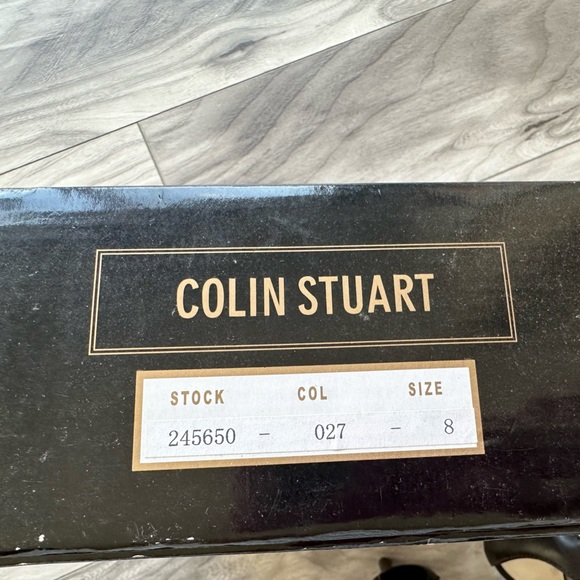 COLIN STUART
STOCK COL SIZE
245650 - 027 - 8